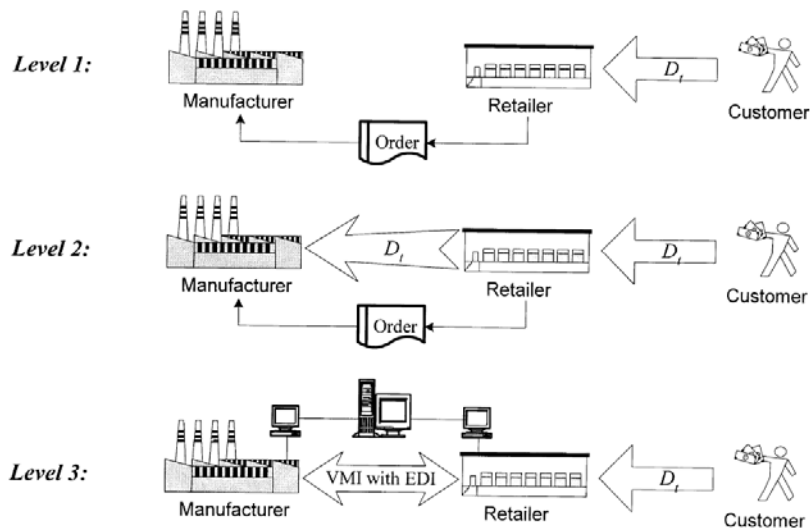 Level 1:
Manufacturer
Retailer
D_t
Customer
Order
Level 2:
Manufacturer
D_t
Retailer
D_t
Customer
Order
Level 3:
Manufacturer
VMI with EDI
Retailer
D_t
Customer